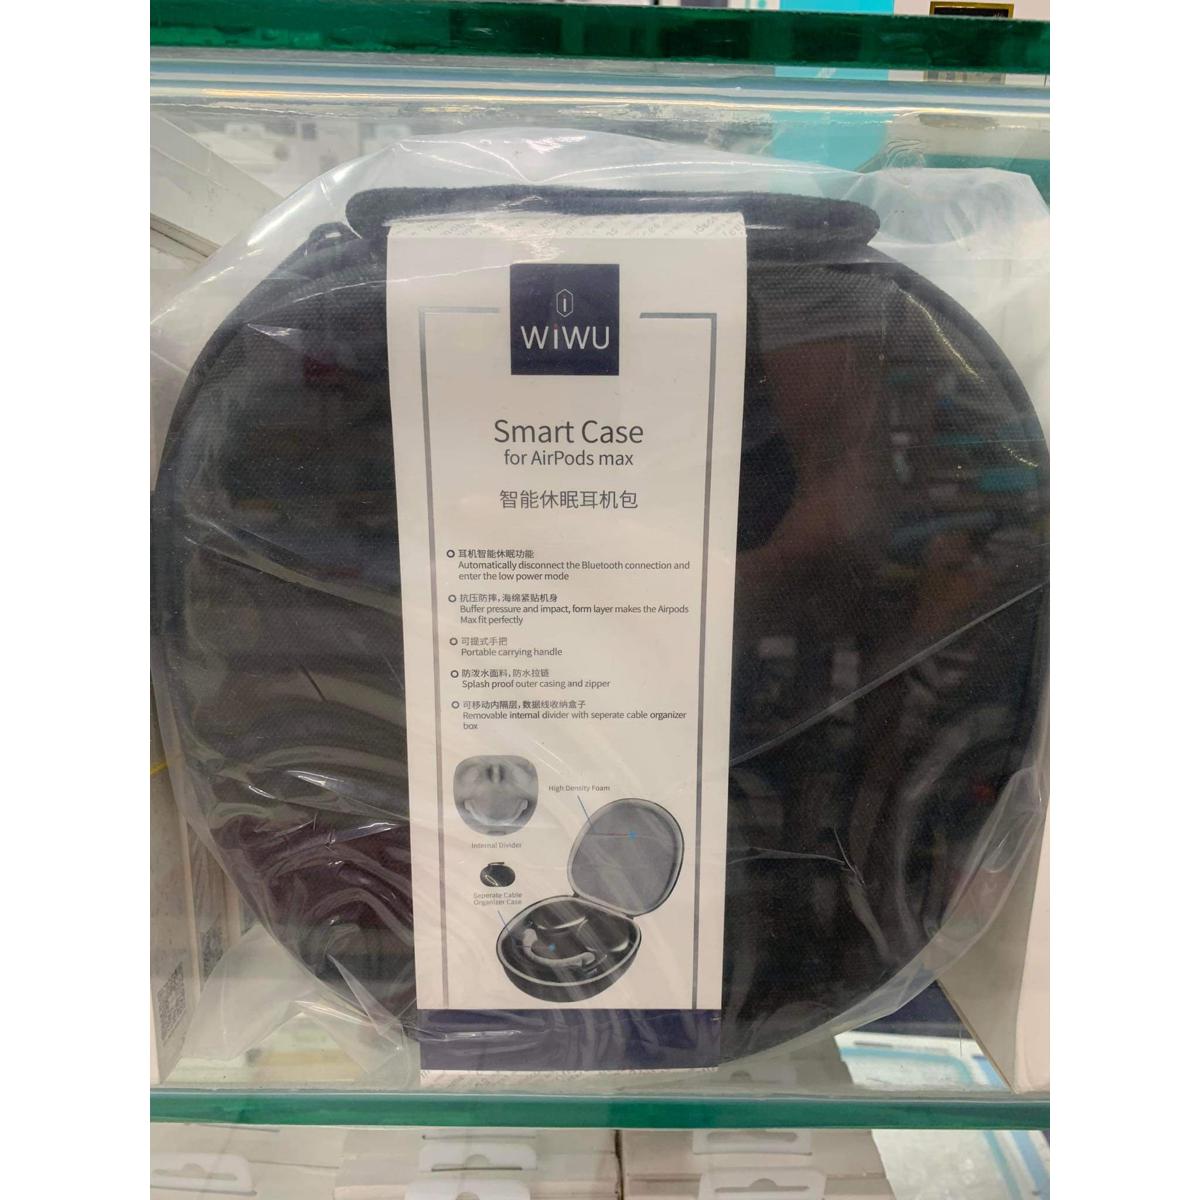 WiWU
Smart Case
for AirPods max
智能休眠耳机包
耳机智能休眠功能
Automatically disconnect the Bluetooth connection and
enter the low power mode
抗压防摔，海绵紧贴机身
Buffer pressure and impact, form layer makes the Airpods
Max fit perfectly
可提式手把
Portable carrying handle
防泼水面料，防水拉链
Splash proof outer casing and zipper
可移动内隔层，数据线收纳盒子
Removable internal divider with seperate cable organizer
box
High Density Foam
Internal Divider
Seperate Cable
Organizer Case